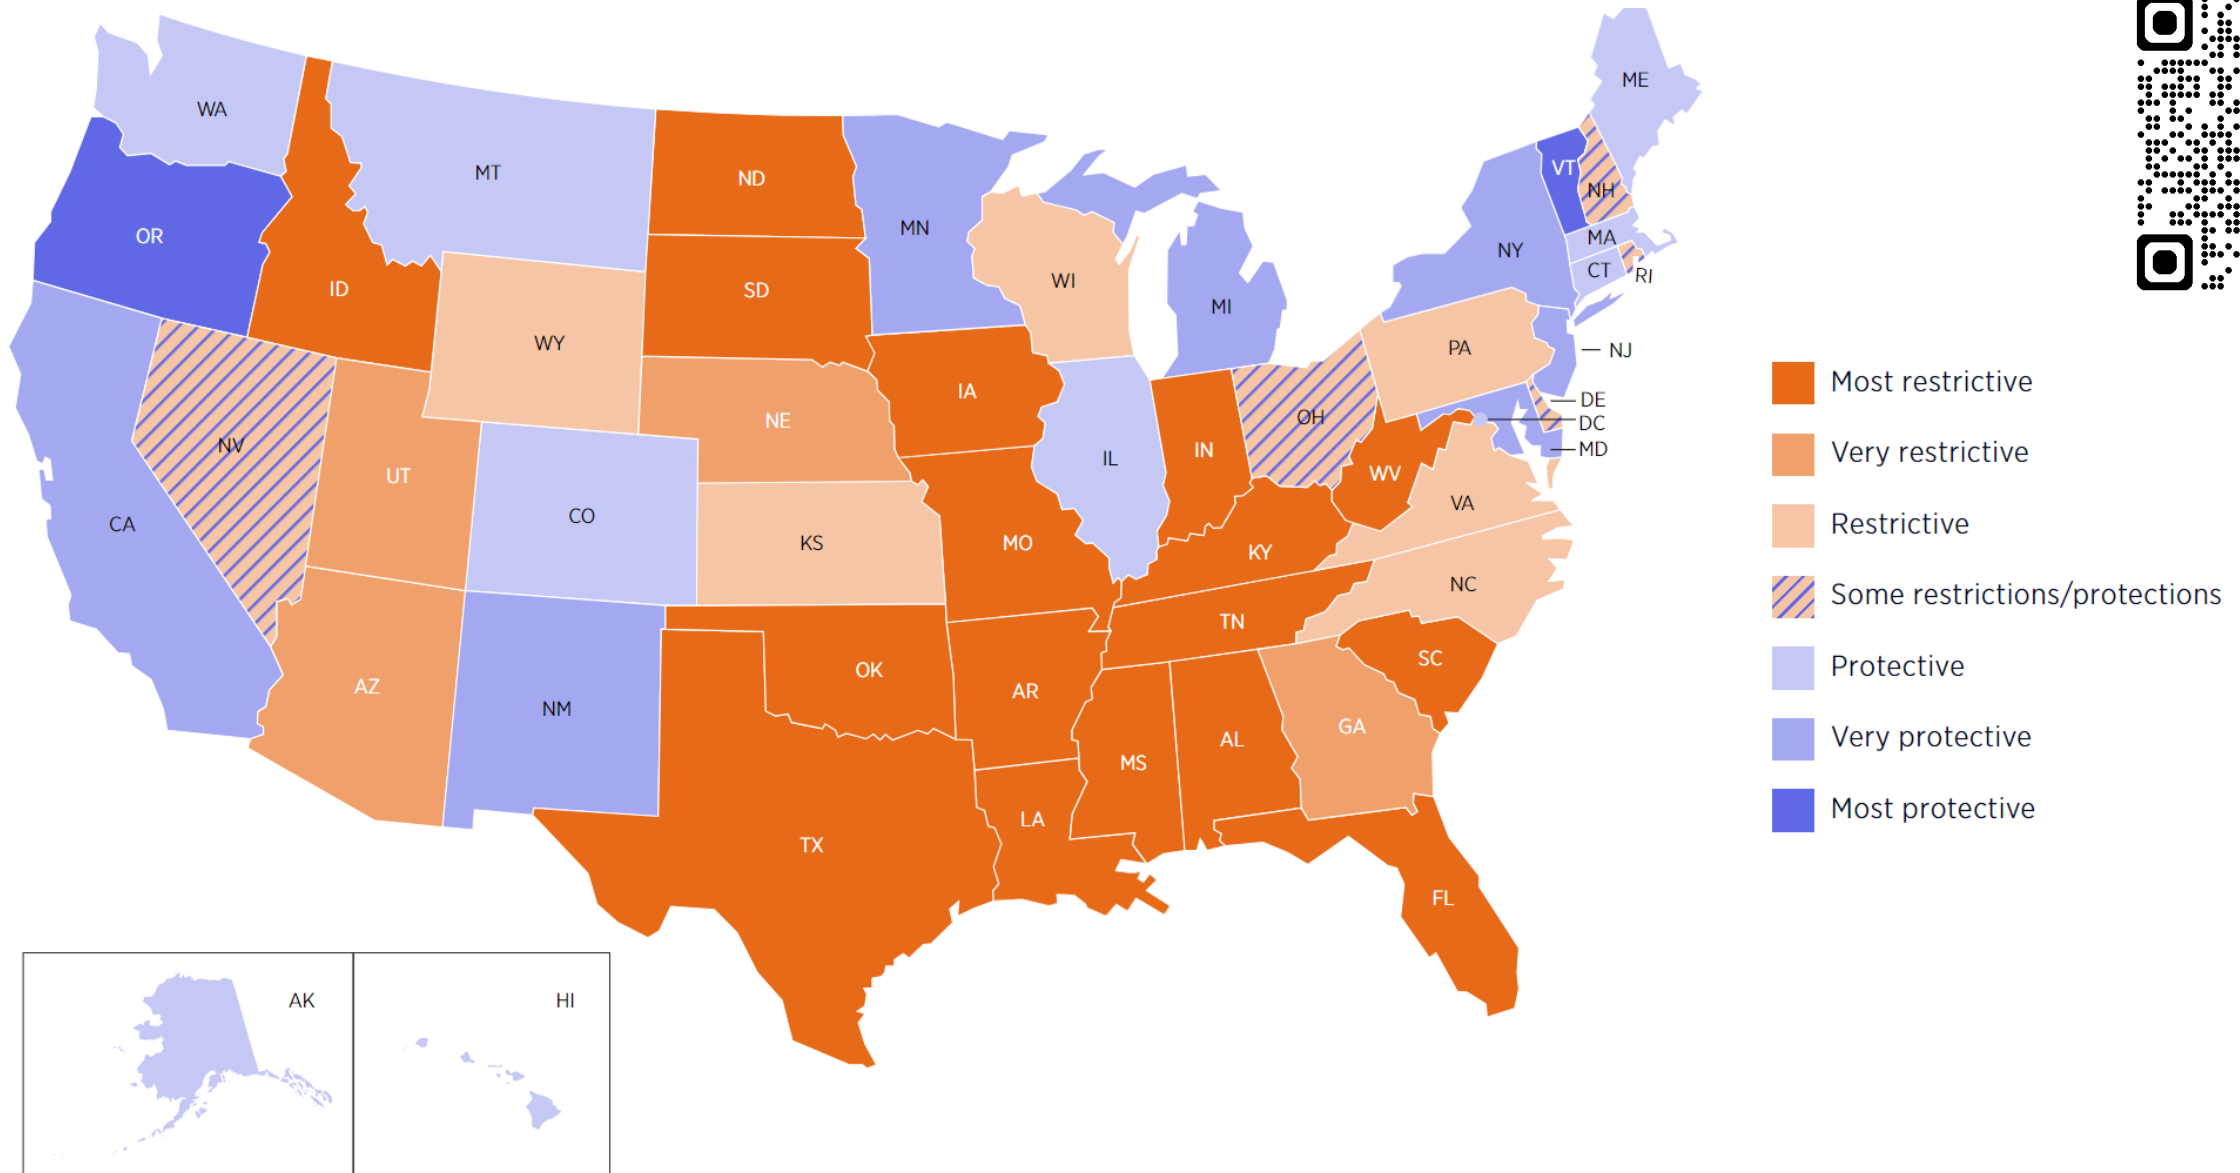 ME
WA
MT
VT
ND
NH
MN
OR
MA
NY
CT
RI
WI
ID
SD
MI
WY
PA
NJ
Most restrictive
IA
DE
NE
OH
DC
NV
IN
MD
Very restrictive
IL
UT
WV
VA
CO
CA
Restrictive
KS
MO
KY
NC
Some restrictions/protections
TN
SC
Protective
OK
AZ
AR
NM
GA
AL
Very protective
MS
LA
Most protective
TX
FL
AK
HI